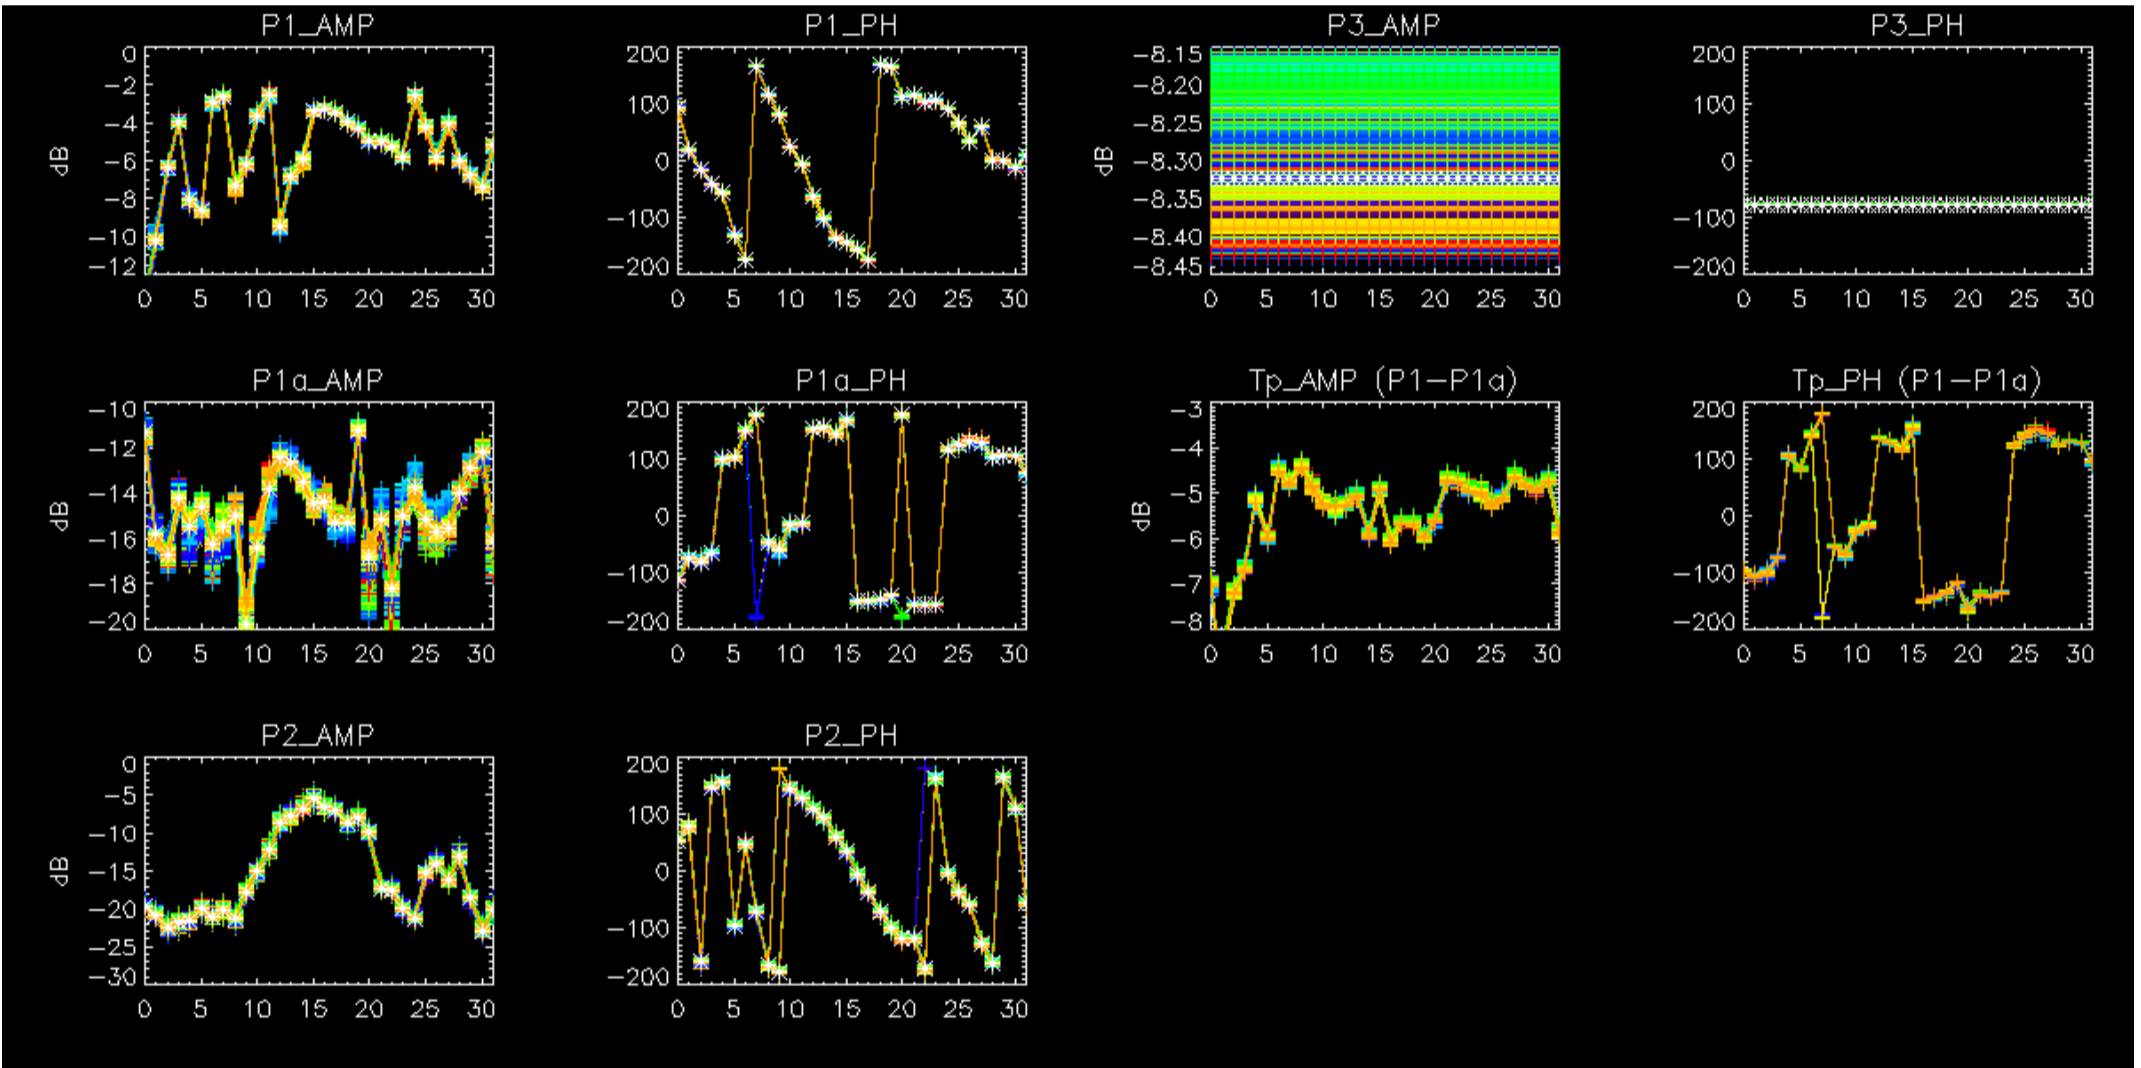 P1_AMP
P1_PH
P3_AMP
P3_PH
0
-2
-4
-6
-8
-10
-12
dB
0 5 10 15 20 25 30
200
100
0
-100
-200
0 5 10 15 20 25 30
-8.15
-8.20
-8.25
-8.30
-8.35
-8.40
-8.45
dB
0 5 10 15 20 25 30
200
100
0
-100
-200
0 5 10 15 20 25 30
P1a_AMP
P1a_PH
Tp_AMP (P1-P1a)
Tp_PH (P1-P1a)
-10
-12
-14
-16
-18
-20
dB
0 5 10 15 20 25 30
200
100
0
-100
-200
0 5 10 15 20 25 30
-3
-4
-5
-6
-7
-8
dB
0 5 10 15 20 25 30
200
100
0
-100
-200
0 5 10 15 20 25 30
P2_AMP
P2_PH
0
-5
-10
-15
-20
-25
-30
dB
0 5 10 15 20 25 30
200
100
0
-100
-200
0 5 10 15 20 25 30